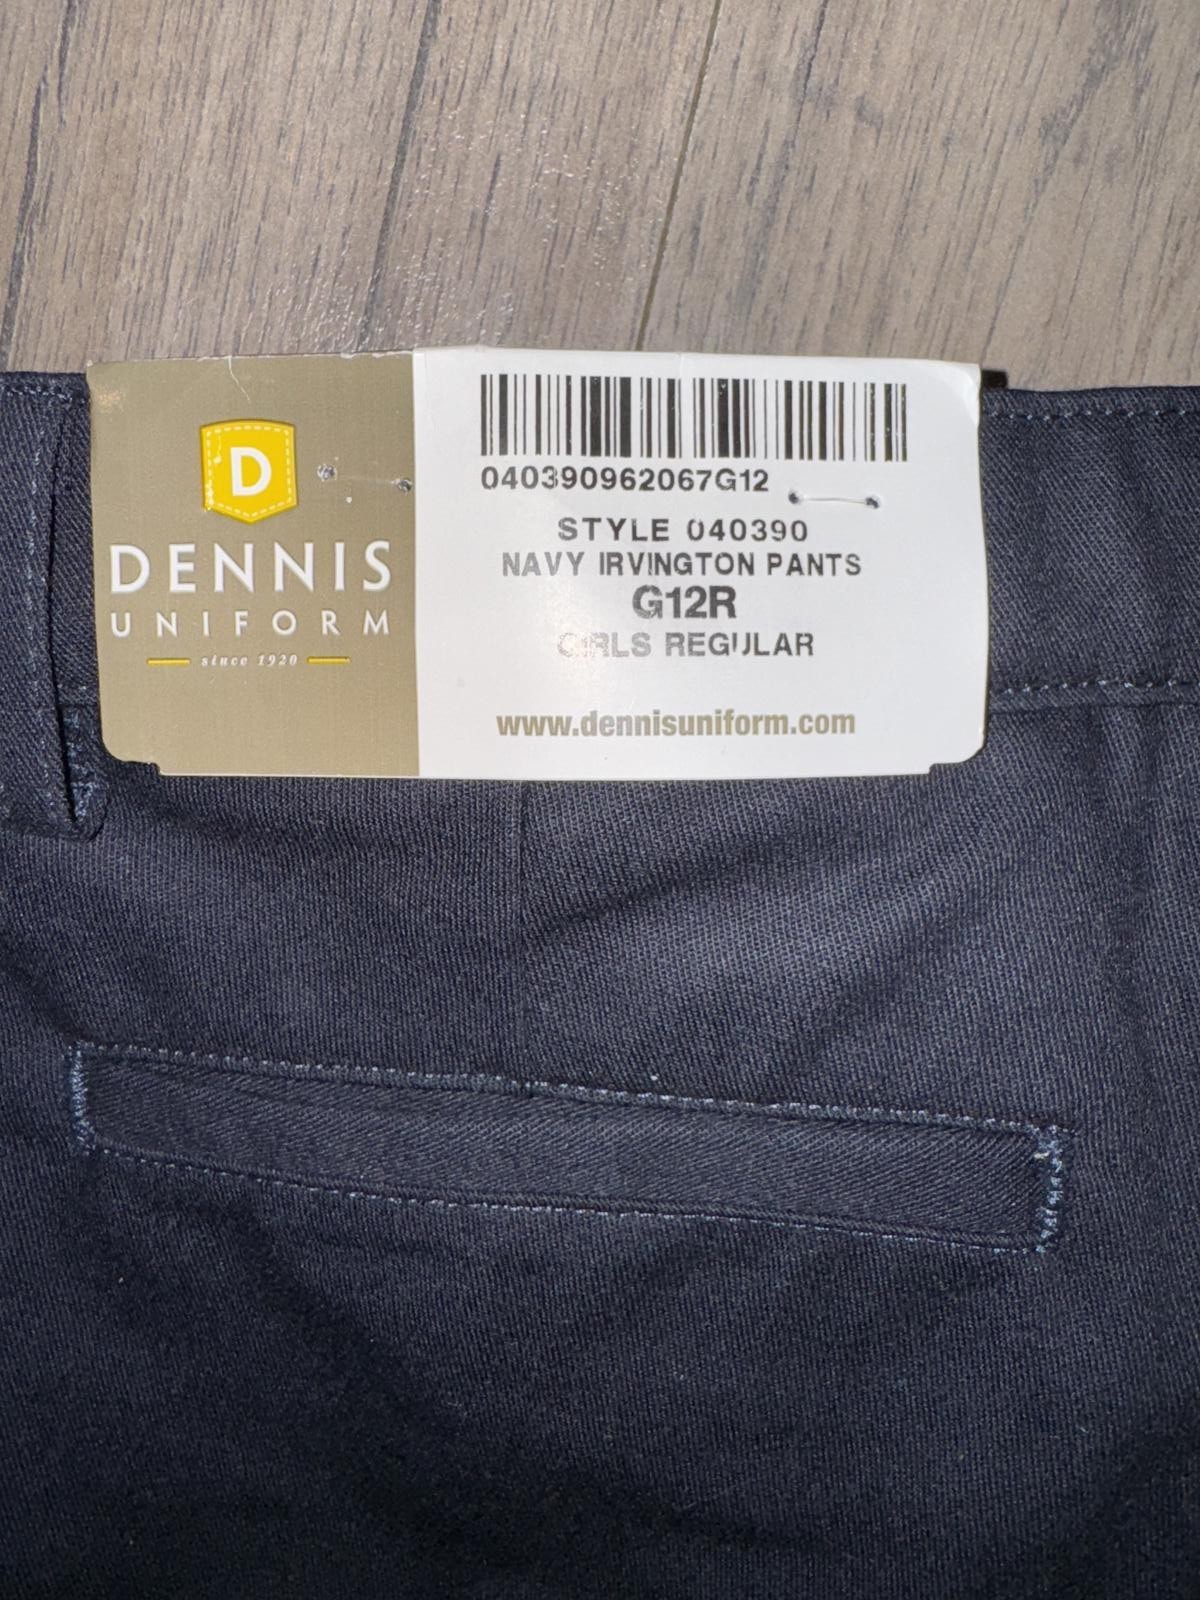 D
DENNIS
UNIFORM
since 1920
040390962067G12
STYLE 040390
NAVY IRVINGTON PANTS
G12R
GIRLS REGULAR
www.dennisuniform.com